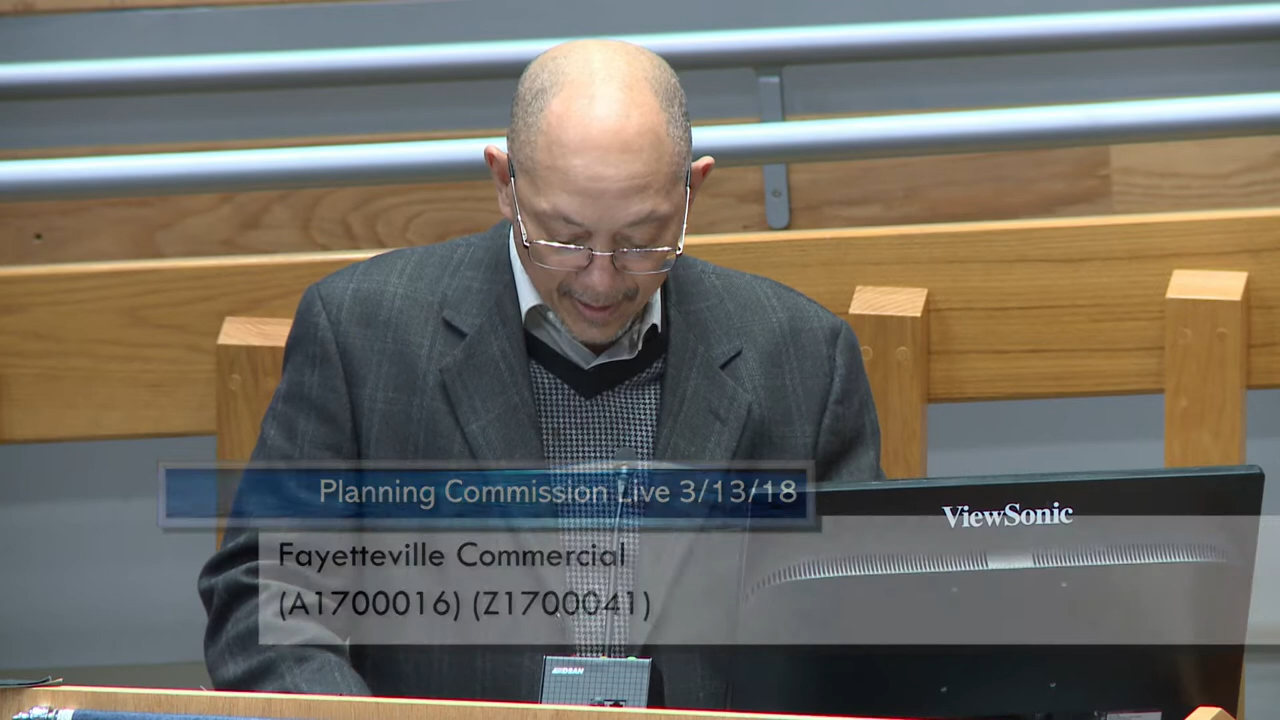 Planning Commission Live 3/13/18
ViewSonic
Fayetteville Commercial
(A1700016) (Z1700041)